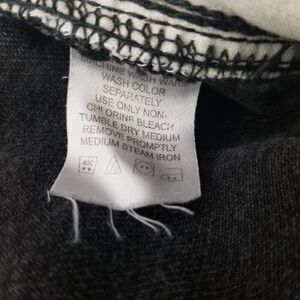 MACHINE WASH WARM
WASH COLOR
SEPARATELY
USE ONLY NON-
CHLORINE BLEACH
TUMBLE DRY MEDIUM
REMOVE PROMPTLY
MEDIUM STEAM IRON
40C